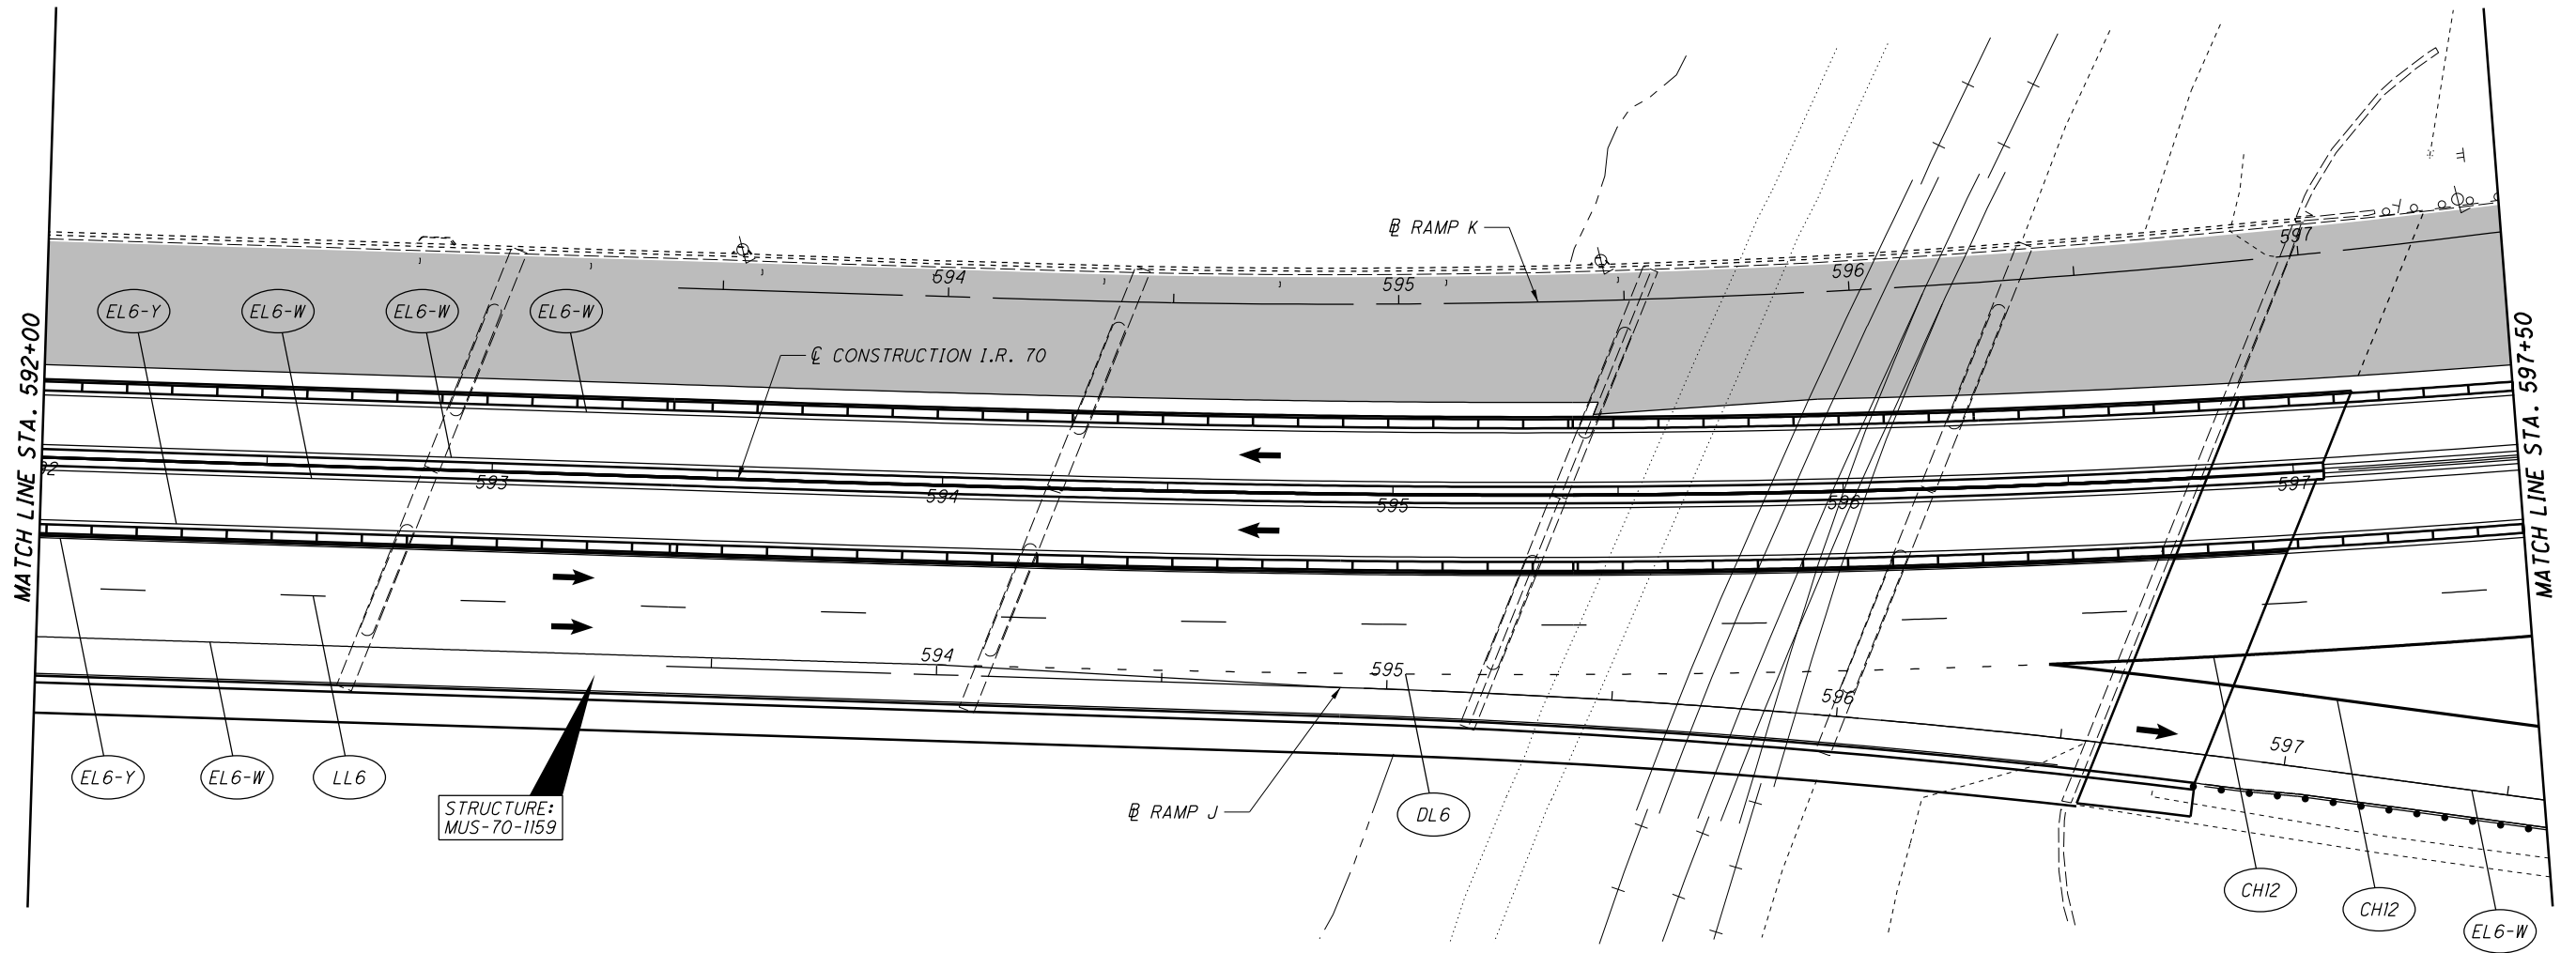 ℄ RAMP K
597
596
594
595
EL6-Y
EL6-W
EL6-W
EL6-W
℄ CONSTRUCTION I.R. 70
MATCH LINE STA. 592+00
MATCH LINE STA. 597+50
593
594
595
596
597
594
595
596
597
EL6-Y
EL6-W
LL6
STRUCTURE:
MUS-70-1159
℄ RAMP J
DL6
CH12
CH12
EL6-W